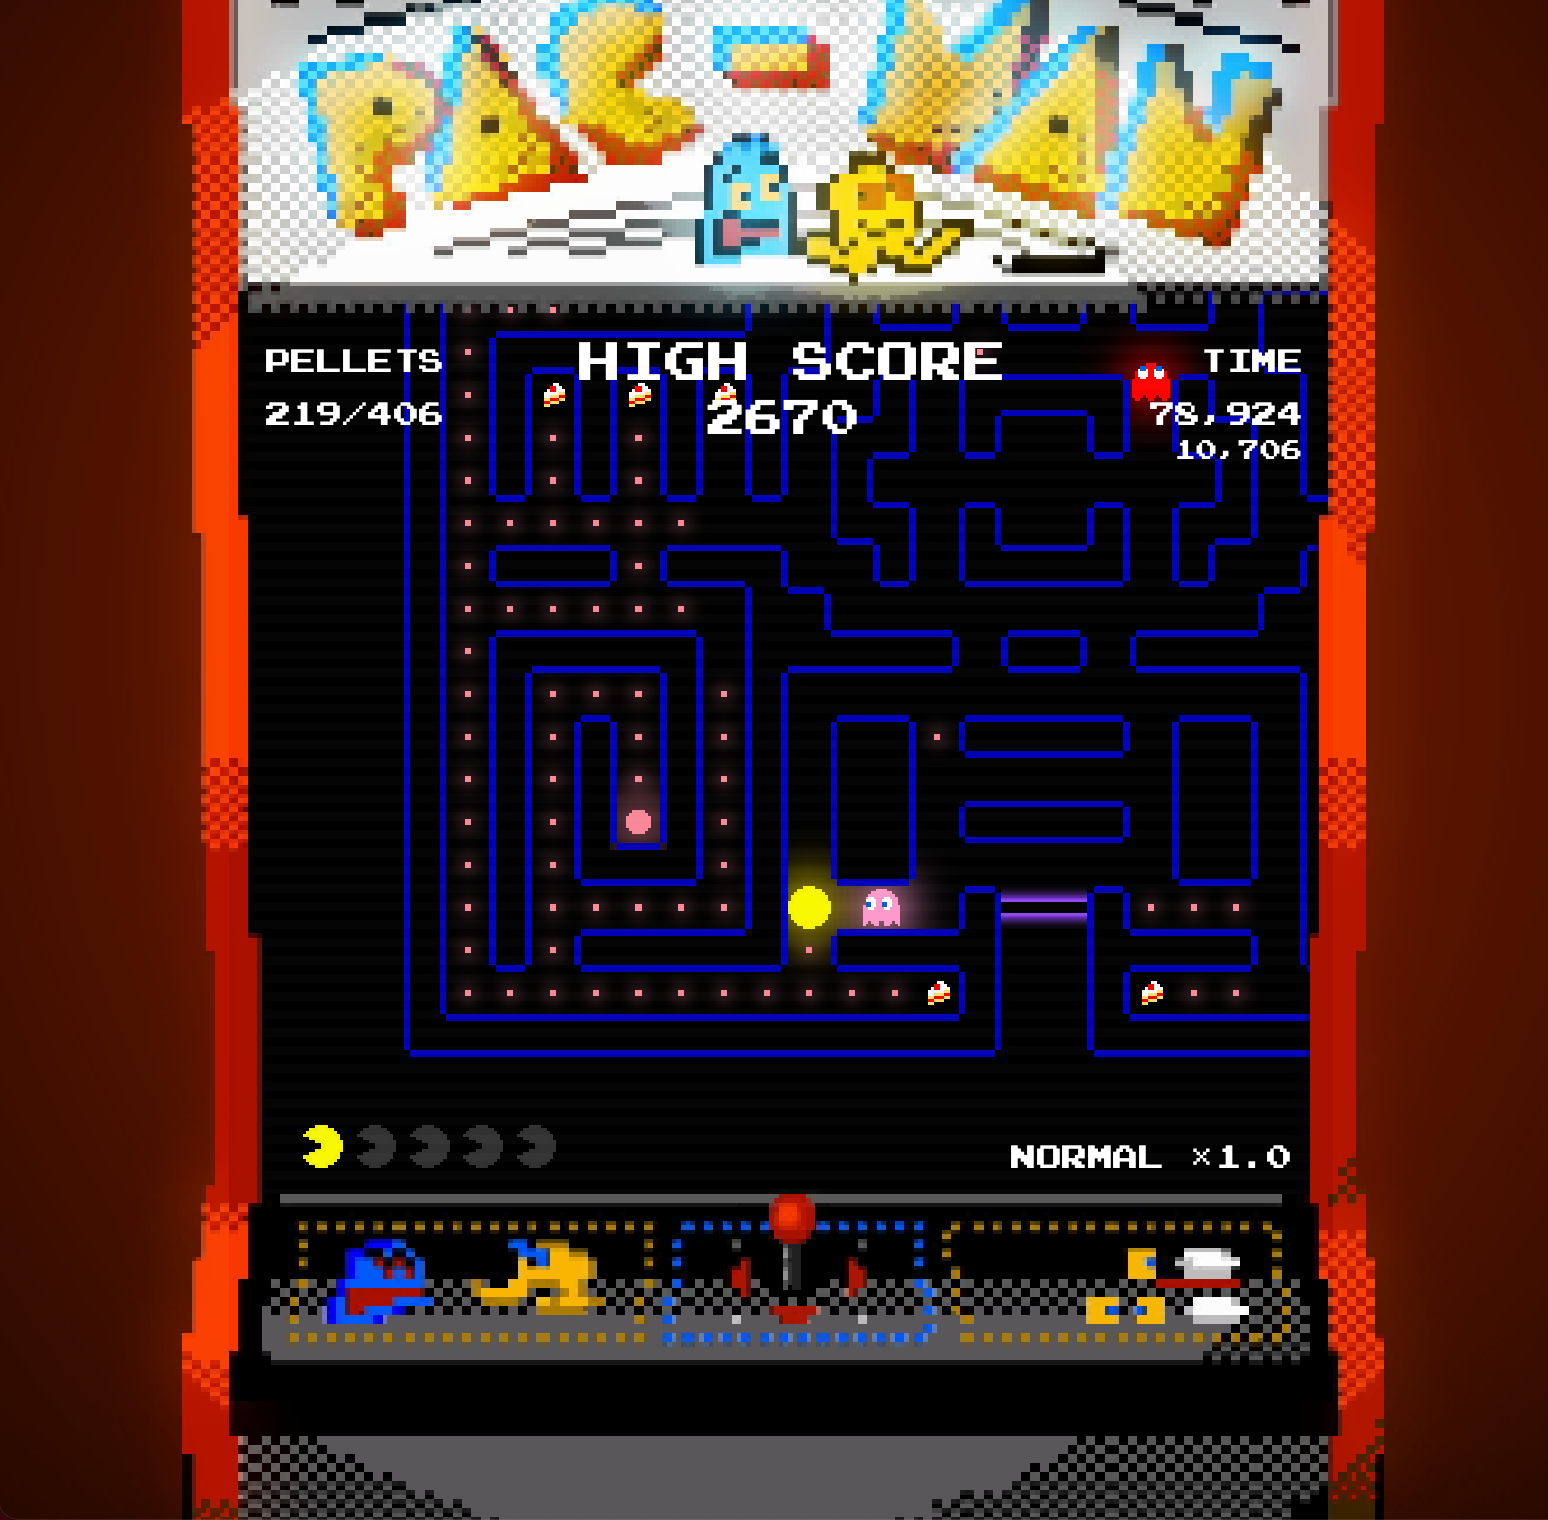 PAC-MAN
PELLETS
219/406
HIGH SCORE
2670
TIME
78,924
10,706
NORMAL ×1.0